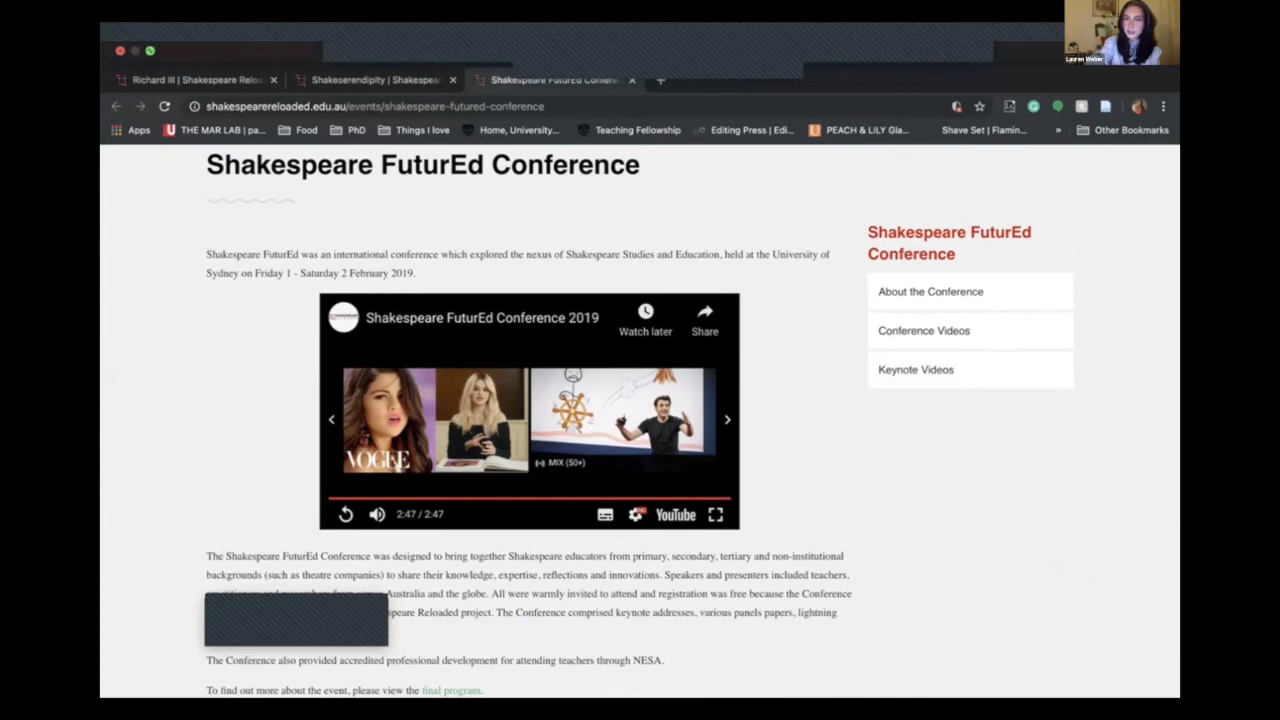 Lauren Weber
Richard III | Shakespeare Relo
Shakeserendipity | Shakespea
Shakespeare FuturEd Conferen
shakespearereloaded.edu.au/events/shakespeare-futured-conference
Apps
THE MAR LAB | pa...
Food
PhD
Things I love
Home, University...
Teaching Fellowship
Editing Press | Edi...
PEACH & LILY Gla...
Shave Set | Flamin...
»
Other Bookmarks
Shakespeare FuturEd Conference
Shakespeare FuturEd was an international conference which explored the nexus of Shakespeare Studies and Education, held at the University of
Sydney on Friday 1 - Saturday 2 February 2019.
Shakespeare FuturEd Conference 2019
Watch later
Share
VOGUE
MIX (50+)
2:47 / 2:47
YouTube
The Shakespeare FuturEd Conference was designed to bring together Shakespeare educators from primary, secondary, tertiary and non-institutional
backgrounds (such as theatre companies) to share their knowledge, expertise, reflections and innovations. Speakers and presenters included teachers,
Australia and the globe. All were warmly invited to attend and registration was free because the Conference
speare Reloaded project. The Conference comprised keynote addresses, various panels papers, lightning
The Conference also provided accredited professional development for attending teachers through NESA.
To find out more about the event, please view the final program.
Shakespeare FuturEd
Conference
About the Conference
Conference Videos
Keynote Videos